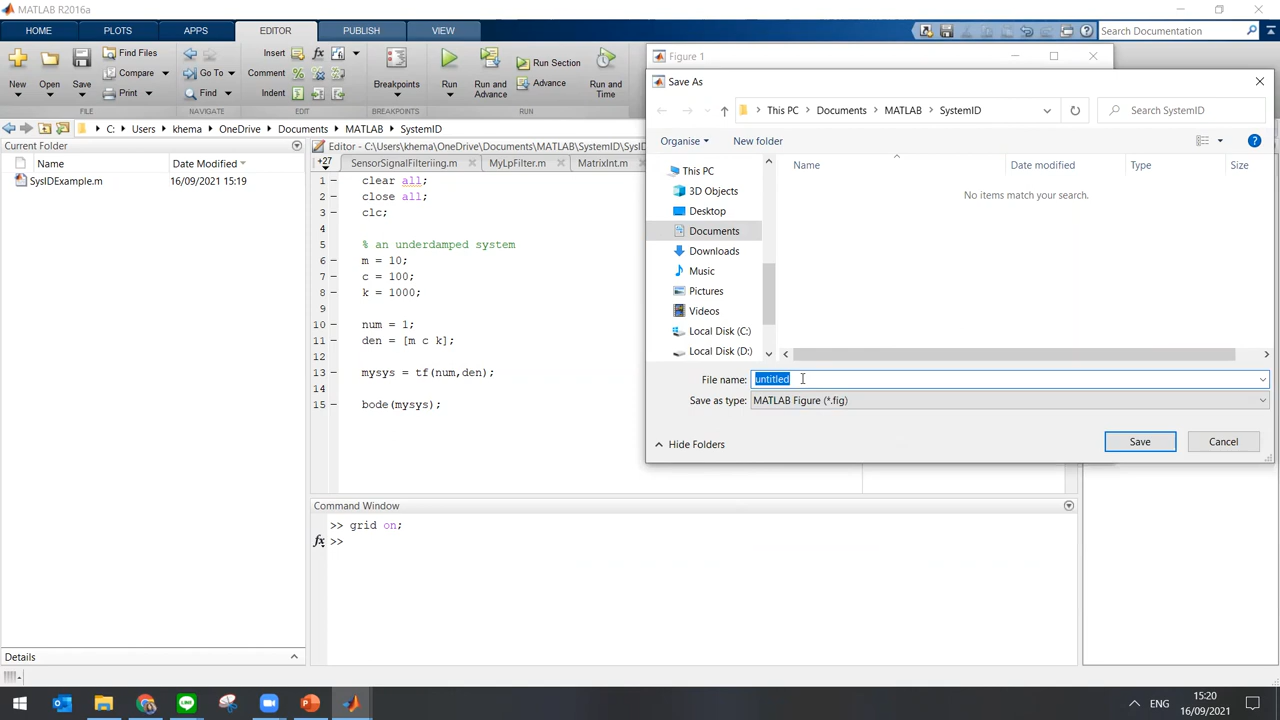 MATLAB R2016a
HOME
PLOTS
APPS
EDITOR
PUBLISH
VIEW
Search Documentation
New
Open
Save
Find Files
Compare
Print
Go To
Find
Insert
Comment
Indent
Breakpoints
Run
Run and Advance
Run Section
Advance
Run and Time
FILE
NAVIGATE
EDIT
BREAKPOINTS
RUN
C: Users khema OneDrive Documents MATLAB SystemID
Current Folder
Name
Date Modified
SysIDExample.m
16/09/2021 15:19
Details
Editor - C:\Users\khema\OneDrive\Documents\MATLAB\SystemID\SysID
+27
SensorSignalFilteriing.m
MyLpFilter.m
MatrixInt.m
1 clear all;
2 close all;
3 clc;
4
5 % an underdamped system
6 m = 10;
7 c = 100;
8 k = 1000;
9
10 num = 1;
11 den = [m c k];
12
13 mysys = tf(num,den);
14
15 bode(mysys);
Command Window
>> grid on;
fx >>
Figure 1
Save As
This PC Documents MATLAB SystemID
Search SystemID
Organise
New folder
This PC
3D Objects
Desktop
Documents
Downloads
Music
Pictures
Videos
Local Disk (C:)
Local Disk (D:)
Name
Date modified
Type
Size
No items match your search.
File name: untitled
Save as type: MATLAB Figure (*.fig)
Hide Folders
Save
Cancel
ENG
15:20
16/09/2021